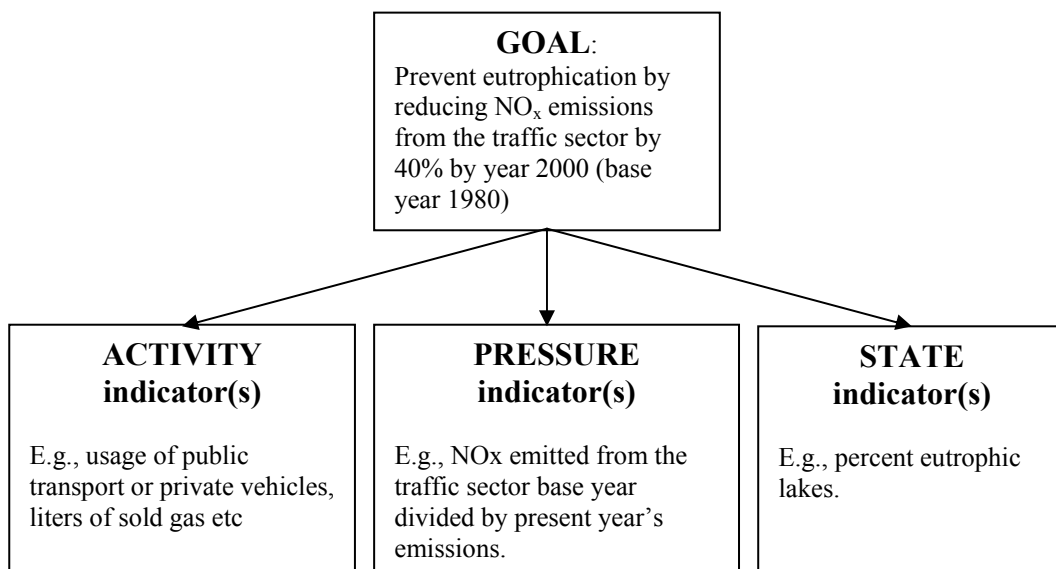 GOAL:
Prevent eutrophication by
reducing NOx emissions
from the traffic sector by
40% by year 2000 (base
year 1980)
ACTIVITY
indicator(s)
E.g., usage of public
transport or private vehicles,
liters of sold gas etc
PRESSURE
indicator(s)
E.g., NOx emitted from the
traffic sector base year
divided by present year's
emissions.
STATE
indicator(s)
E.g., percent eutrophic
lakes.